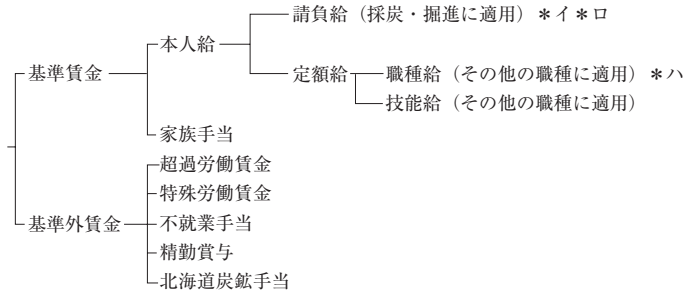 請負給（採炭・掘進に適用）＊イ＊ロ
本人給
基準賃金
定額給
職種給（その他の職種に適用）＊ハ
技能給（その他の職種に適用）
家族手当
超過労働賃金
特殊労働賃金
基準外賃金
不就業手当
精勤賞与
北海道炭鉱手当